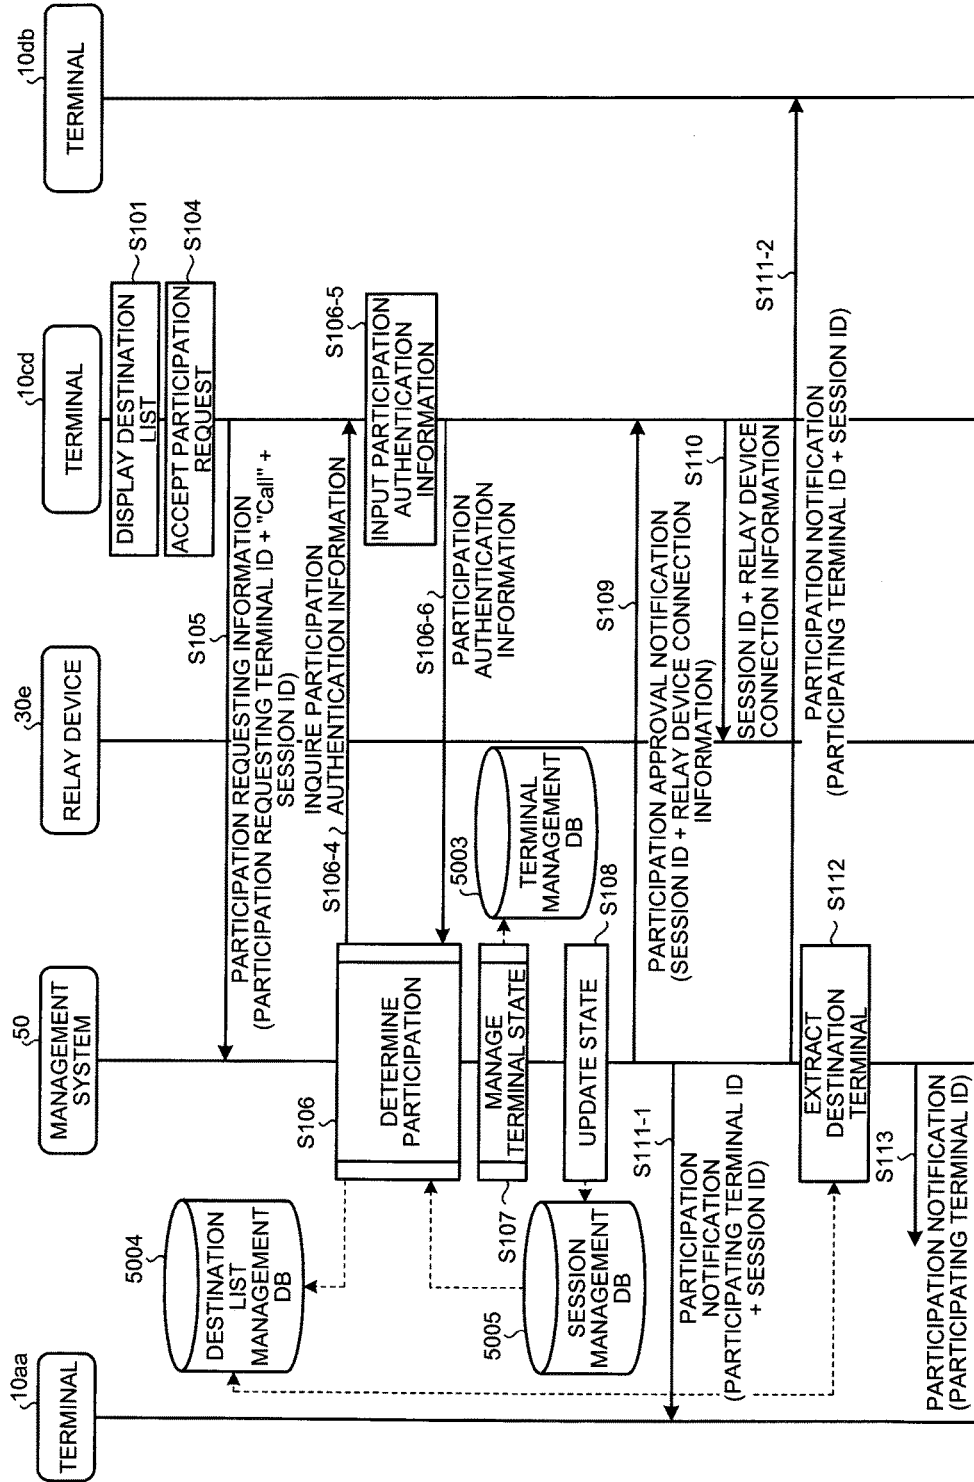 10aa
TERMINAL
50
MANAGEMENT
SYSTEM
30e
RELAY DEVICE
10cd
TERMINAL
10db
TERMINAL
DISPLAY DESTINATION
LIST
S101
ACCEPT PARTICIPATION
REQUEST
S104
S105
PARTICIPATION REQUESTING INFORMATION
(PARTICIPATION REQUESTING TERMINAL ID + "Call" +
SESSION ID)
5004
DESTINATION
LIST
MANAGEMENT
DB
S106
DETERMINE
PARTICIPATION
INQUIRE PARTICIPATION
S106-4
AUTHENTICATION INFORMATION
S106-5
INPUT PARTICIPATION
AUTHENTICATION
INFORMATION
S106-6
PARTICIPATION
AUTHENTICATION
INFORMATION
S107
MANAGE
TERMINAL STATE
5003
TERMINAL
MANAGEMENT
DB
5005
SESSION
MANAGEMENT
DB
UPDATE STATE
S108
S109
PARTICIPATION APPROVAL NOTIFICATION
(SESSION ID + RELAY DEVICE CONNECTION
INFORMATION)
S111-1
PARTICIPATION
NOTIFICATION
(PARTICIPATING TERMINAL ID
+ SESSION ID)
S110
SESSION ID + RELAY DEVICE
CONNECTION INFORMATION
S111-2
PARTICIPATION NOTIFICATION
(PARTICIPATING TERMINAL ID + SESSION ID)
EXTRACT
DESTINATION
TERMINAL
S112
S113
PARTICIPATION NOTIFICATION
(PARTICIPATING TERMINAL ID)